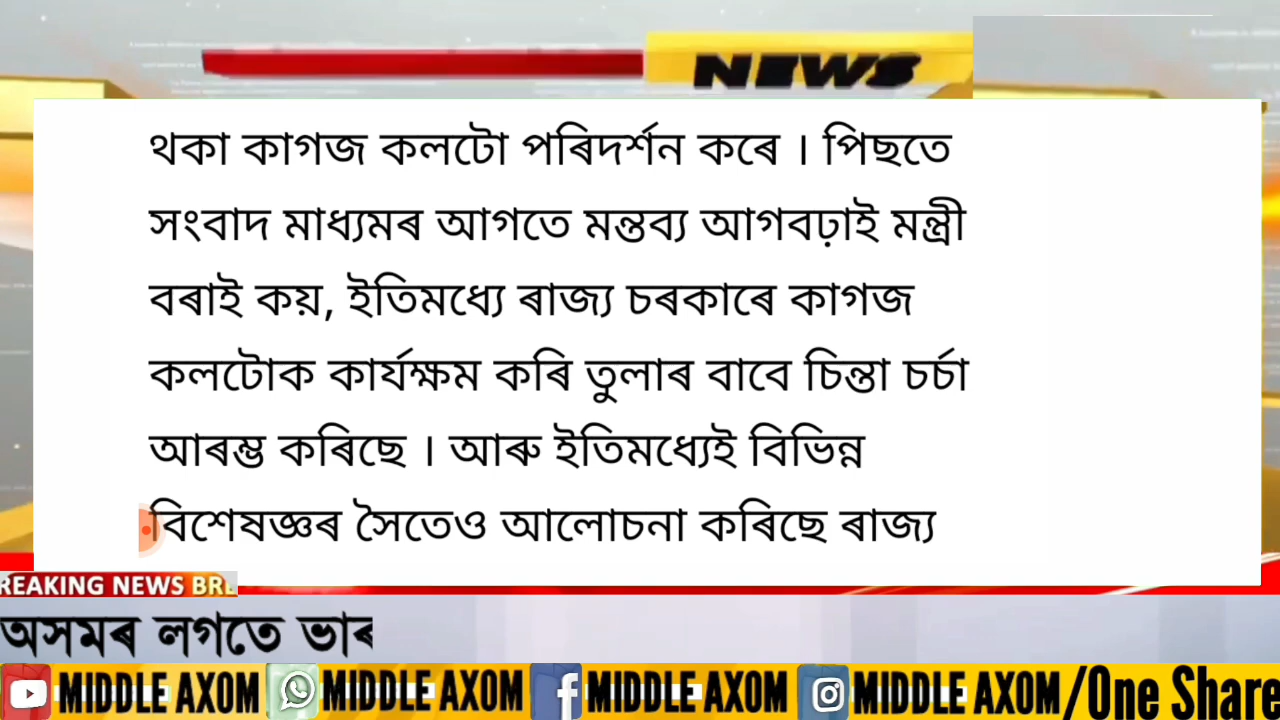 NEWS
থকা কাগজ কলটো পৰিদৰ্শন কৰে । পিছতে
সংবাদ মাধ্যমৰ আগতে মন্তব্য আগবঢ়াই মন্ত্ৰী
বৰাই কয়, ইতিমধ্যে ৰাজ্য চৰকাৰে কাগজ
কলটোক কাৰ্যক্ষম কৰি তুলাৰ বাবে চিন্তা চৰ্চা
আৰম্ভ কৰিছে । আৰু ইতিমধ্যেই বিভিন্ন
বিশেষজ্ঞৰ সৈতেও আলোচনা কৰিছে ৰাজ্য
REAKING NEWS BRE
অসমৰ লগতে ভাৰ
MIDDLE AXOM MIDDLE AXOM MIDDLE AXOM MIDDLE AXOM/One Share